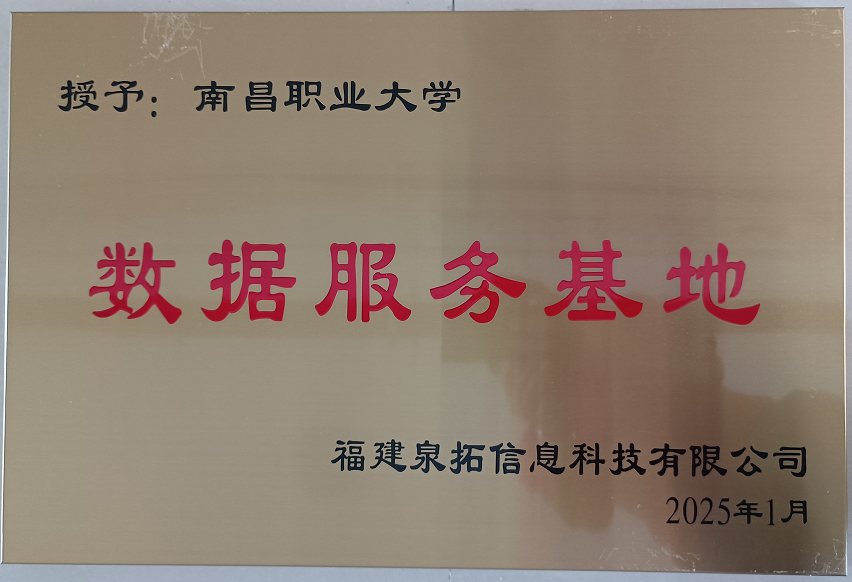 授予：南昌职业大学
数据服务基地
福建泉拓信息科技有限公司
2025年1月